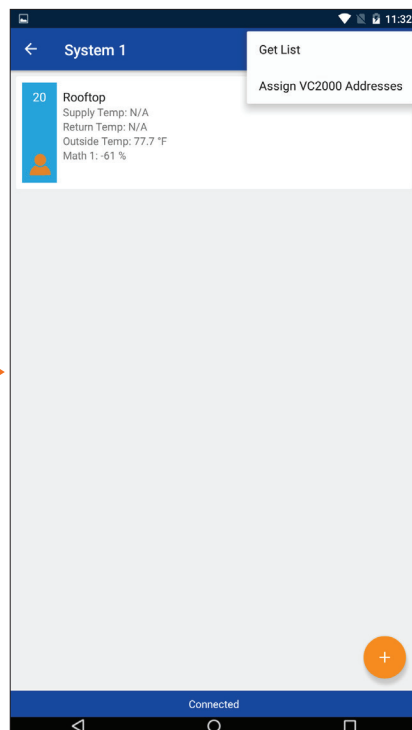 11:32
System 1
Get List
Assign VC2000 Addresses
20
Rooftop
Supply Temp: N/A
Return Temp: N/A
Outside Temp: 77.7 °F
Math 1: -61 %
+
Connected